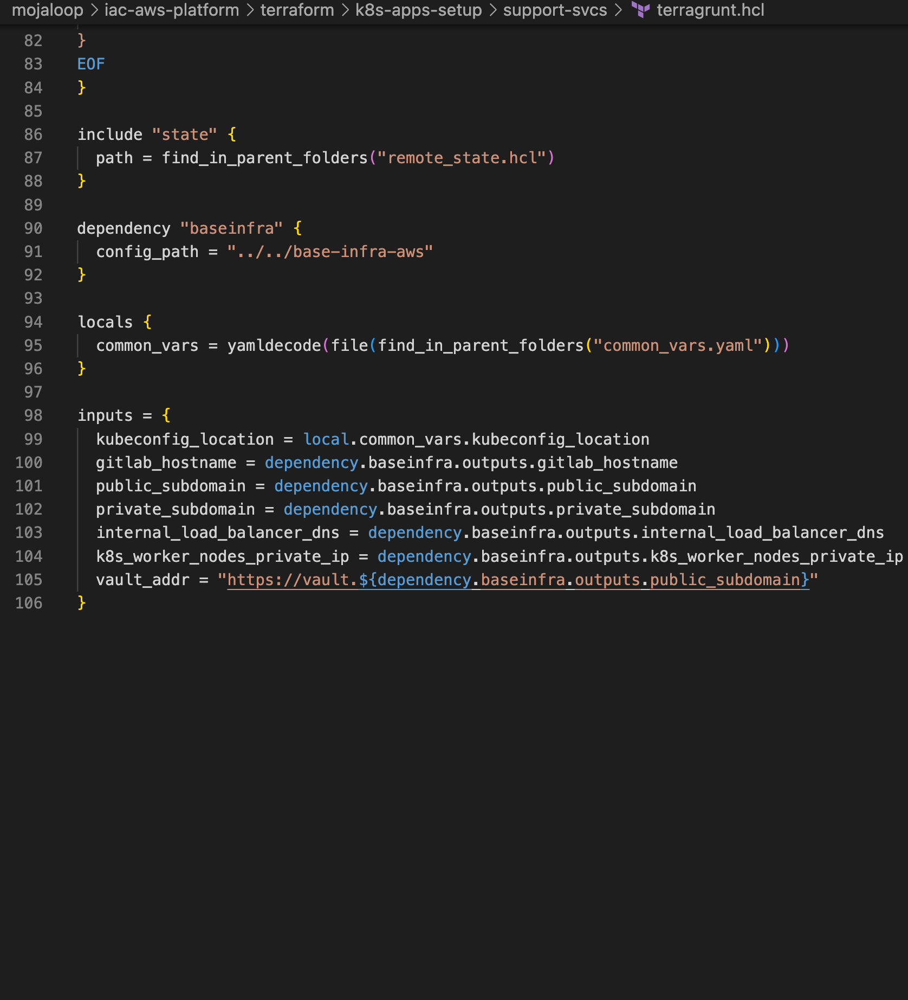 mojaloop > iac-aws-platform > terraform > k8s-apps-setup > support-svcs > terragrunt.hcl
82 }
83 EOF
84 }
85
86 include "state" {
87   path = find_in_parent_folders("remote_state.hcl")
88 }
89
90 dependency "baseinfra" {
91   config_path = "../../base-infra-aws"
92 }
93
94 locals {
95   common_vars = yamldecode(file(find_in_parent_folders("common_vars.yaml")))
96 }
97
98 inputs = {
99   kubeconfig_location = local.common_vars.kubeconfig_location
100   gitlab_hostname = dependency.baseinfra.outputs.gitlab_hostname
101   public_subdomain = dependency.baseinfra.outputs.public_subdomain
102   private_subdomain = dependency.baseinfra.outputs.private_subdomain
103   internal_load_balancer_dns = dependency.baseinfra.outputs.internal_load_balancer_dns
104   k8s_worker_nodes_private_ip = dependency.baseinfra.outputs.k8s_worker_nodes_private_ip
105   vault_addr = "https://vault.${dependency.baseinfra.outputs.public_subdomain}"
106 }